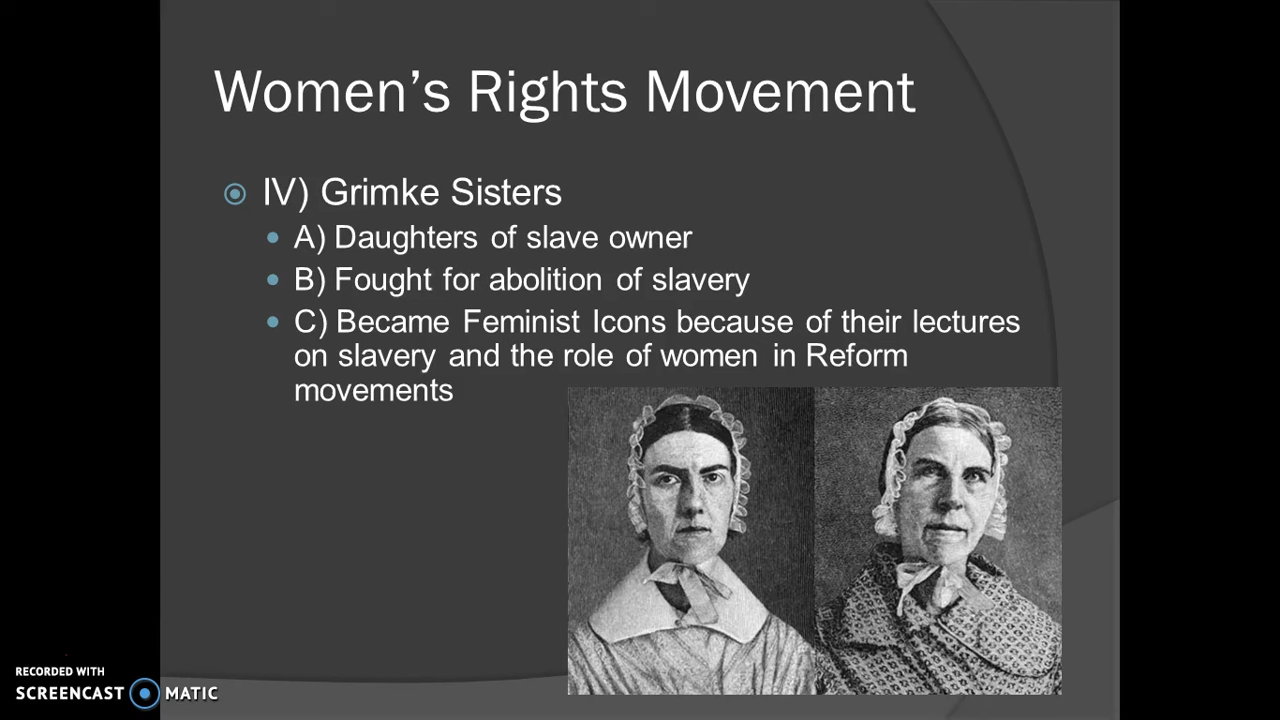 Women’s Rights Movement
IV) Grimke Sisters
A) Daughters of slave owner
B) Fought for abolition of slavery
C) Became Feminist Icons because of their lectures
on slavery and the role of women in Reform
movements
RECORDED WITH
SCREENCAST MATIC